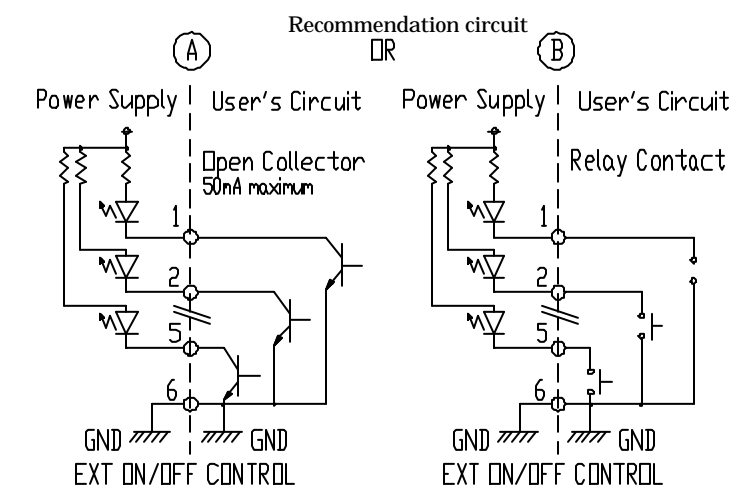 Recommendation circuit
A OR B
Power Supply User's Circuit Power Supply User's Circuit
Open Collector
50mA maximum
Relay Contact
1 1
2 2
5 5
6 6
GND GND GND GND
EXT ON/OFF CONTROL EXT ON/OFF CONTROL